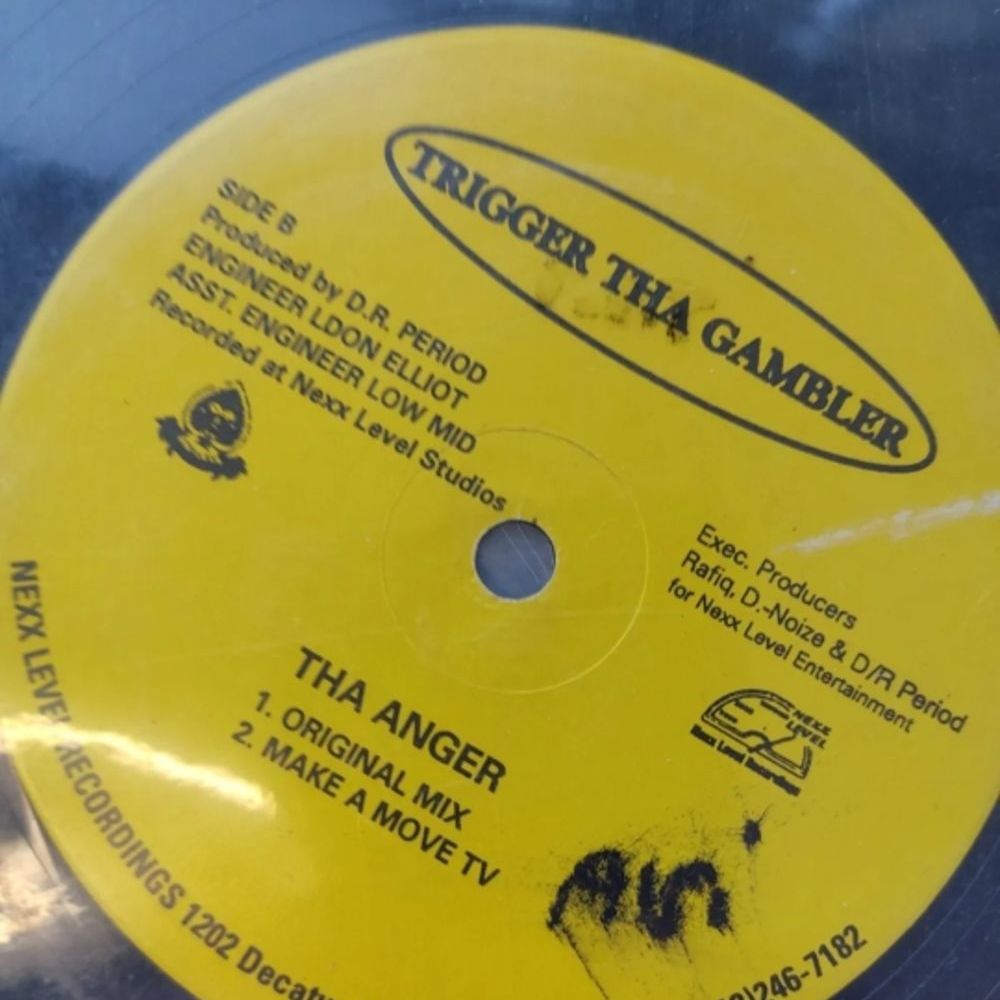 TRIGGER THA GAMBLER
SIDE B
Produced by D.R. PERIOD
ENGINEER LDON ELLIOT
ASST. ENGINEER LOW MID
Recorded at Nexx Level Studios
Exec. Producers
Rafiq, D.-Noize & D/R Period
for Nexx Level Entertainment
NEXX
LEVEL
Nexx Level Recordings
THA ANGER
1. ORIGINAL MIX
2. MAKE A MOVE TV
NEXX LEVEL RECORDINGS 1202 Decatu
)246-7182